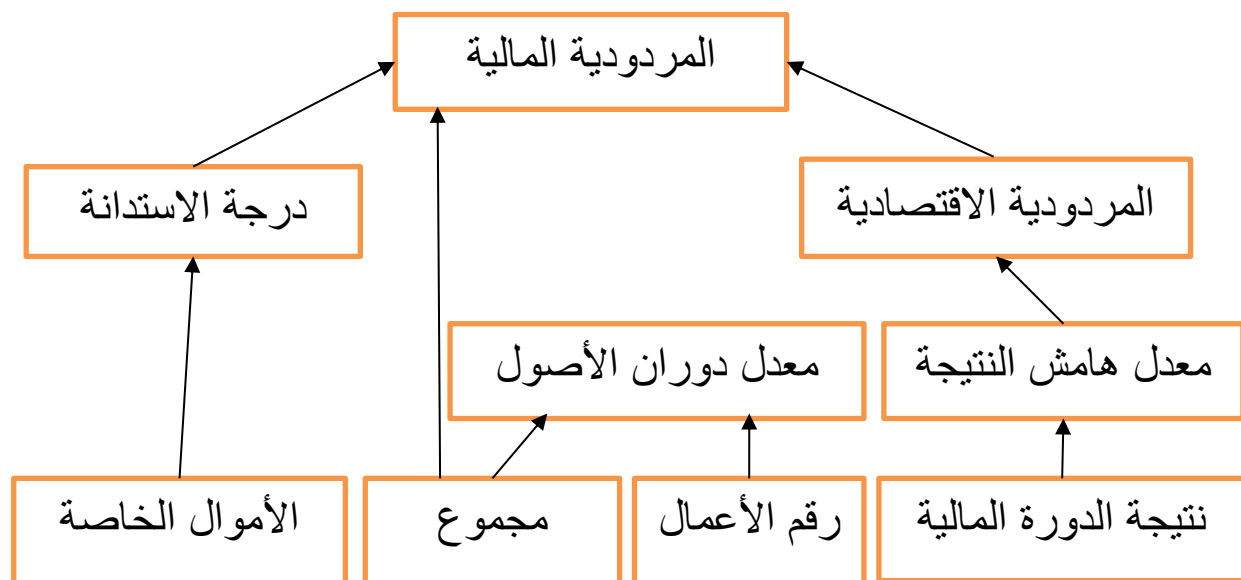 المردودية المالية
المردودية الاقتصادية
درجة الاستدانة
معدل هامش النتيجة
معدل دوران الأصول
نتيجة الدورة المالية
رقم الأعمال
مجموع
الأموال الخاصة